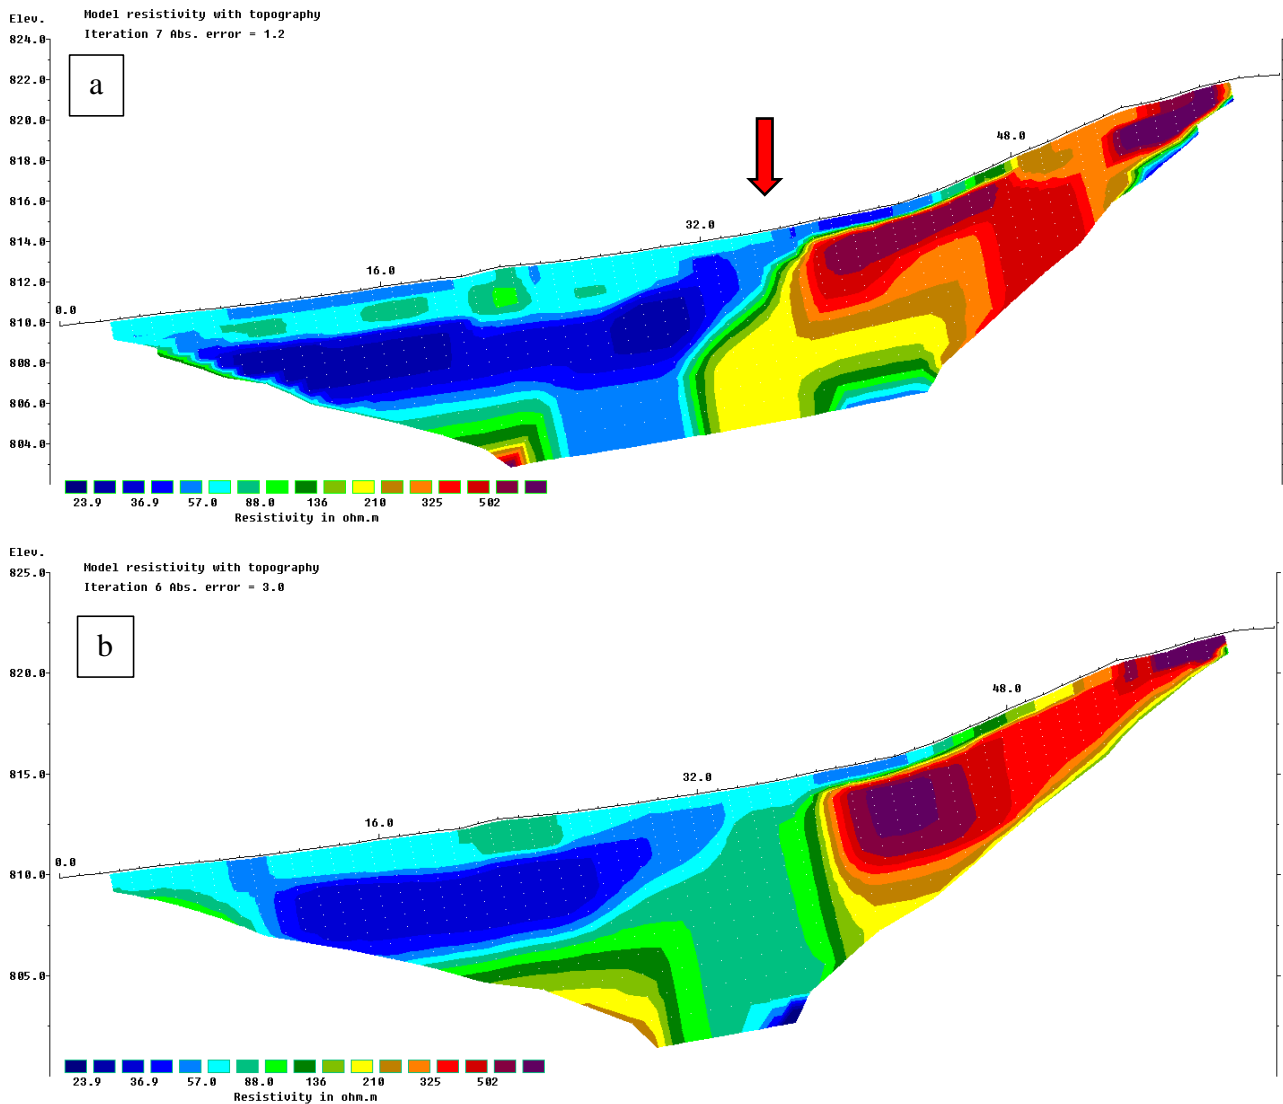 Elev.
Model resistivity with topography
Iteration 7 Abs. error = 1.2
824.0
a
822.0
820.0
48.0
818.0
816.0
32.0
814.0
16.0
812.0
0.0
810.0
808.0
806.0
804.0
23.9 36.9 57.0 88.0 136 210 325 502
Resistivity in ohm.m
Elev.
Model resistivity with topography
825.0
Iteration 6 Abs. error = 3.0
b
820.0
48.0
815.0
32.0
16.0
0.0
810.0
805.0
23.9 36.9 57.0 88.0 136 210 325 502
Resistivity in ohm.m